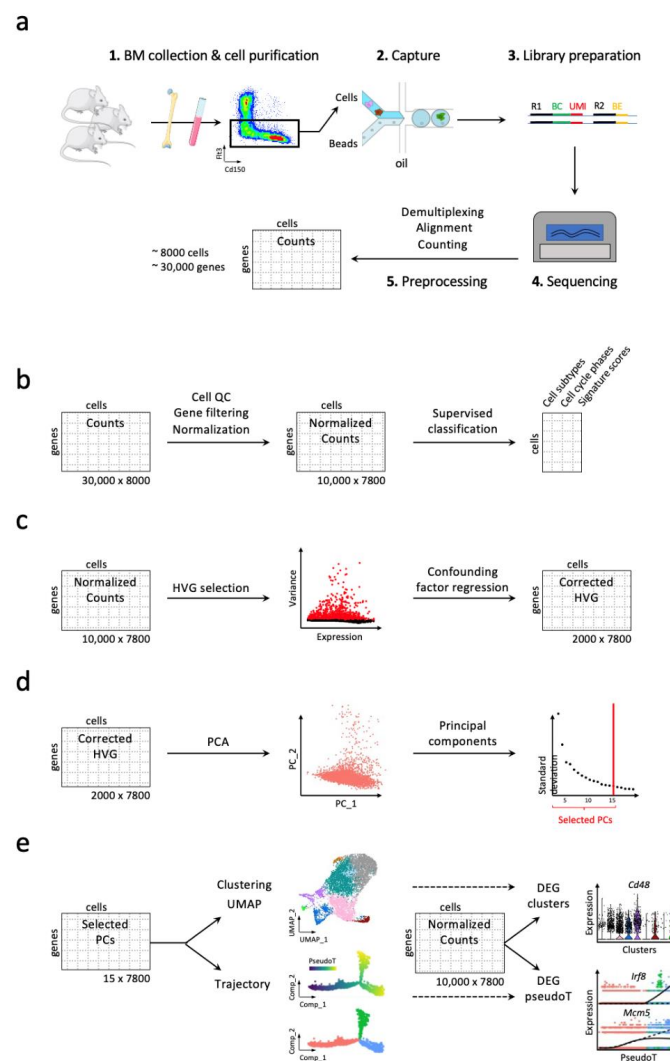 a
1. BM collection & cell purification
2. Capture
3. Library preparation
Cells
Beads
oil
Flt3
Cd150
R1 BC UMI R2 BE
Demultiplexing
Alignment
Counting
5. Preprocessing
4. Sequencing
~ 8000 cells
~ 30,000 genes
cells
genes
Counts
b
cells
genes
Counts
30,000 x 8000
Cell QC
Gene filtering
Normalization
cells
genes
Normalized
Counts
10,000 x 7800
Supervised
classification
Cell subtypes
Cell cycle phases
Signature scores
cells
c
cells
genes
Normalized
Counts
10,000 x 7800
HVG selection
Variance
Expression
Confounding
factor regression
cells
genes
Corrected
HVG
2000 x 7800
d
cells
genes
Corrected
HVG
2000 x 7800
PCA
PC_2
PC_1
Principal
components
Standard
deviation
5 10 15
Selected PCs
e
cells
genes
Selected
PCs
15 x 7800
Clustering
UMAP
UMAP_2
UMAP_1
Trajectory
PseudoT
Comp_2
Comp_1
Comp_2
Comp_1
cells
genes
Normalized
Counts
10,000 x 7800
DEG
clusters
DEG
pseudoT
Cd48
Expression
Clusters
Irf8
Mcm5
Expression
Pseudo